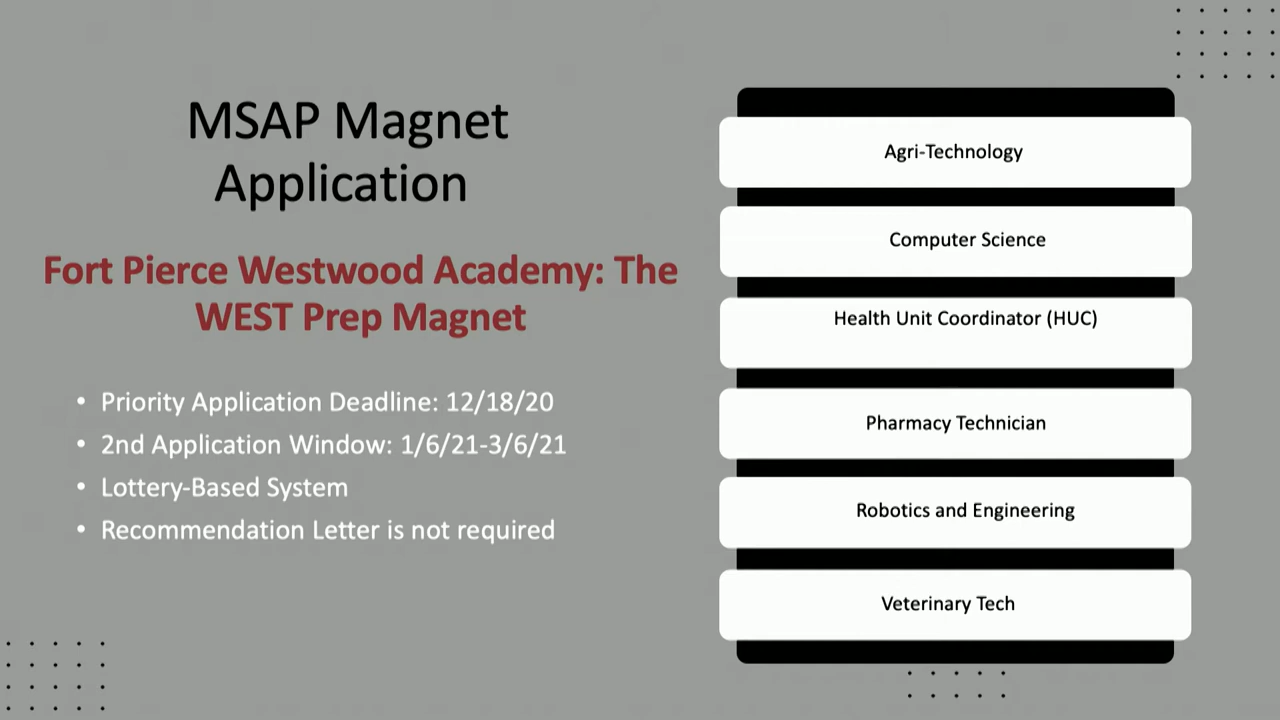 MSAP Magnet
Application
Fort Pierce Westwood Academy: The
WEST Prep Magnet
• Priority Application Deadline: 12/18/20
• 2nd Application Window: 1/6/21-3/6/21
• Lottery-Based System
• Recommendation Letter is not required
Agri-Technology
Computer Science
Health Unit Coordinator (HUC)
Pharmacy Technician
Robotics and Engineering
Veterinary Tech